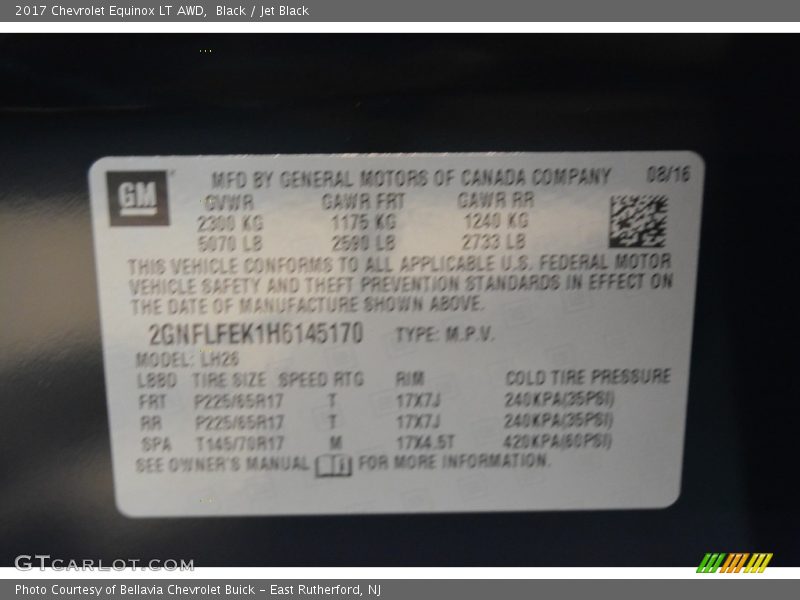 2017 Chevrolet Equinox LT AWD,  Black / Jet Black
GM MFD BY GENERAL MOTORS OF CANADA COMPANY 08/16
GVWR GAWR FRT GAWR RR
2300 KG 1175 KG 1240 KG
5070 LB 2590 LB 2733 LB
THIS VEHICLE CONFORMS TO ALL APPLICABLE U.S. FEDERAL MOTOR
VEHICLE SAFETY AND THEFT PREVENTION STANDARDS IN EFFECT ON
THE DATE OF MANUFACTURE SHOWN ABOVE.
2GNFLFEK1H6145170 TYPE: M.P.V.
MODEL: LH26
L88D TIRE SIZE SPEED RTG RIM COLD TIRE PRESSURE
FRT P225/65R17 T 17X7J 240KPA(35PSI)
RR P225/65R17 T 17X7J 240KPA(35PSI)
SPA T145/70R17 M 17X4.5T 420KPA(60PSI)
SEE OWNER'S MANUAL FOR MORE INFORMATION.
GTCARLOT.COM
Photo Courtesy of Bellavia Chevrolet Buick – East Rutherford, NJ